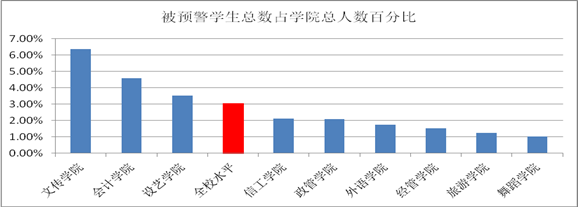 被预警学生总数占学院总人数百分比
7.00%
6.00%
5.00%
4.00%
3.00%
2.00%
1.00%
0.00%
文传学院
会计学院
设艺学院
全校水平
信工学院
政管学院
外语学院
经管学院
旅游学院
舞蹈学院